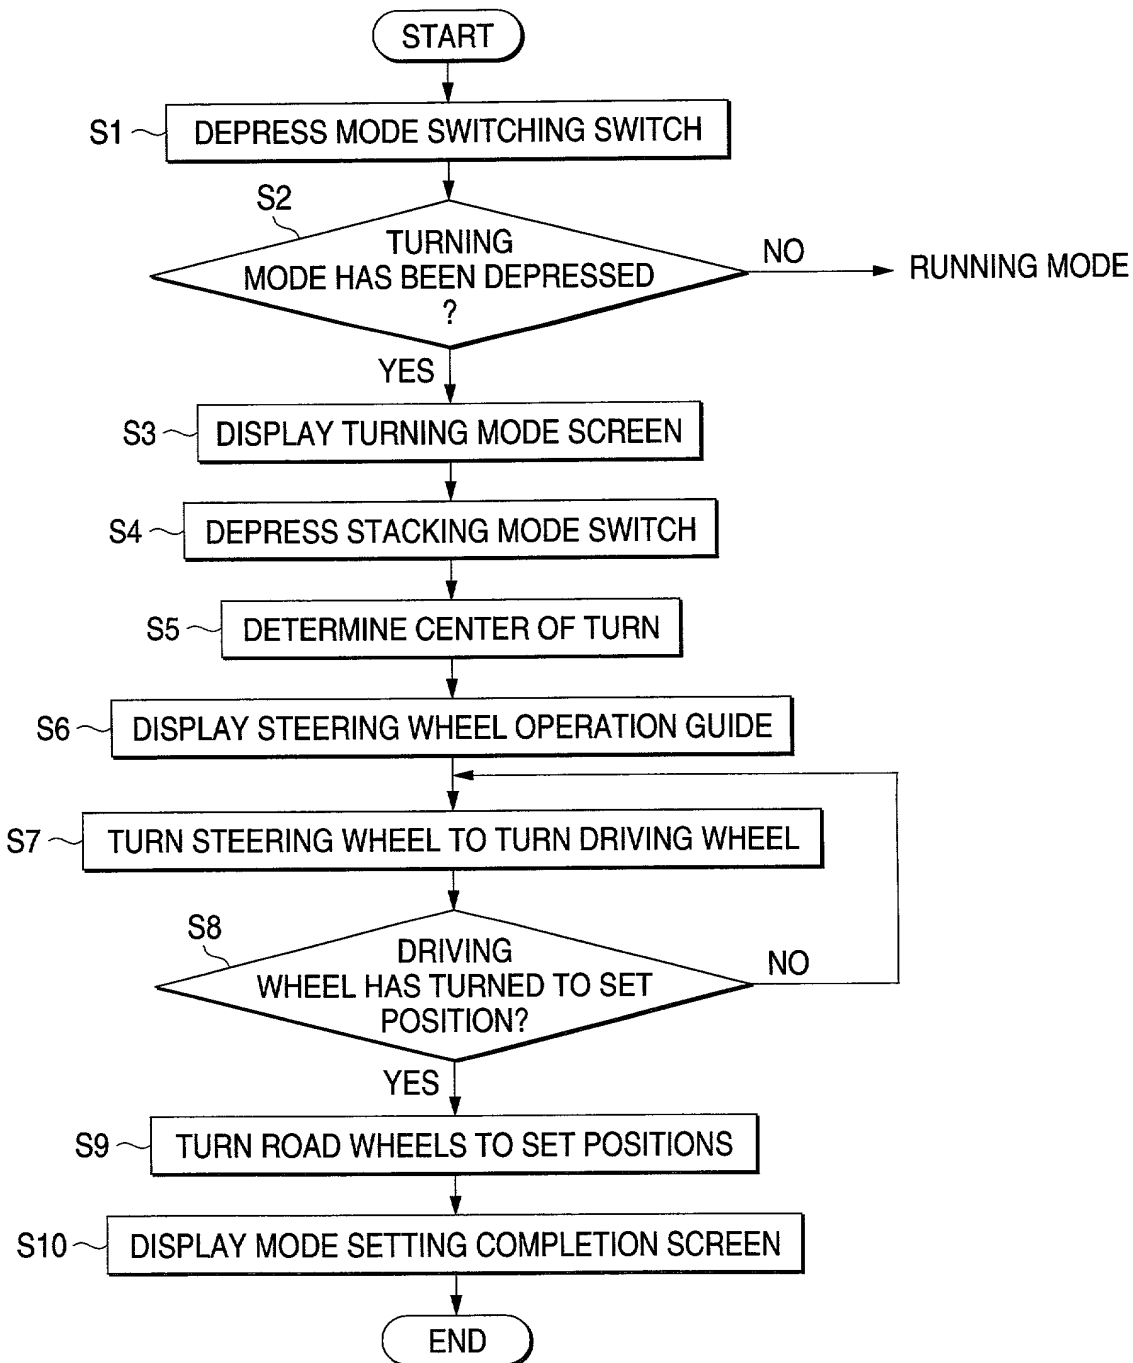 START
S1
DEPRESS MODE SWITCHING SWITCH
S2
TURNING
MODE HAS BEEN DEPRESSED
?
NO
RUNNING MODE
YES
S3
DISPLAY TURNING MODE SCREEN
S4
DEPRESS STACKING MODE SWITCH
S5
DETERMINE CENTER OF TURN
S6
DISPLAY STEERING WHEEL OPERATION GUIDE
S7
TURN STEERING WHEEL TO TURN DRIVING WHEEL
S8
DRIVING
WHEEL HAS TURNED TO SET
POSITION?
NO
YES
S9
TURN ROAD WHEELS TO SET POSITIONS
S10
DISPLAY MODE SETTING COMPLETION SCREEN
END